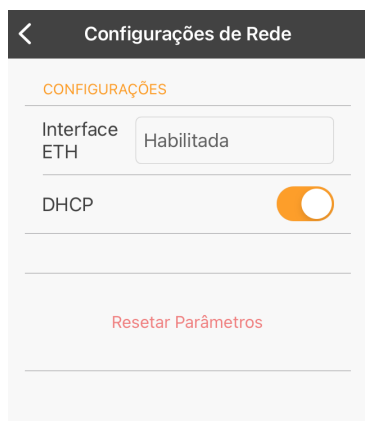 Configurações de Rede
CONFIGURAÇÕES
Interface
ETH
Habilitada
DHCP
Resetar Parâmetros